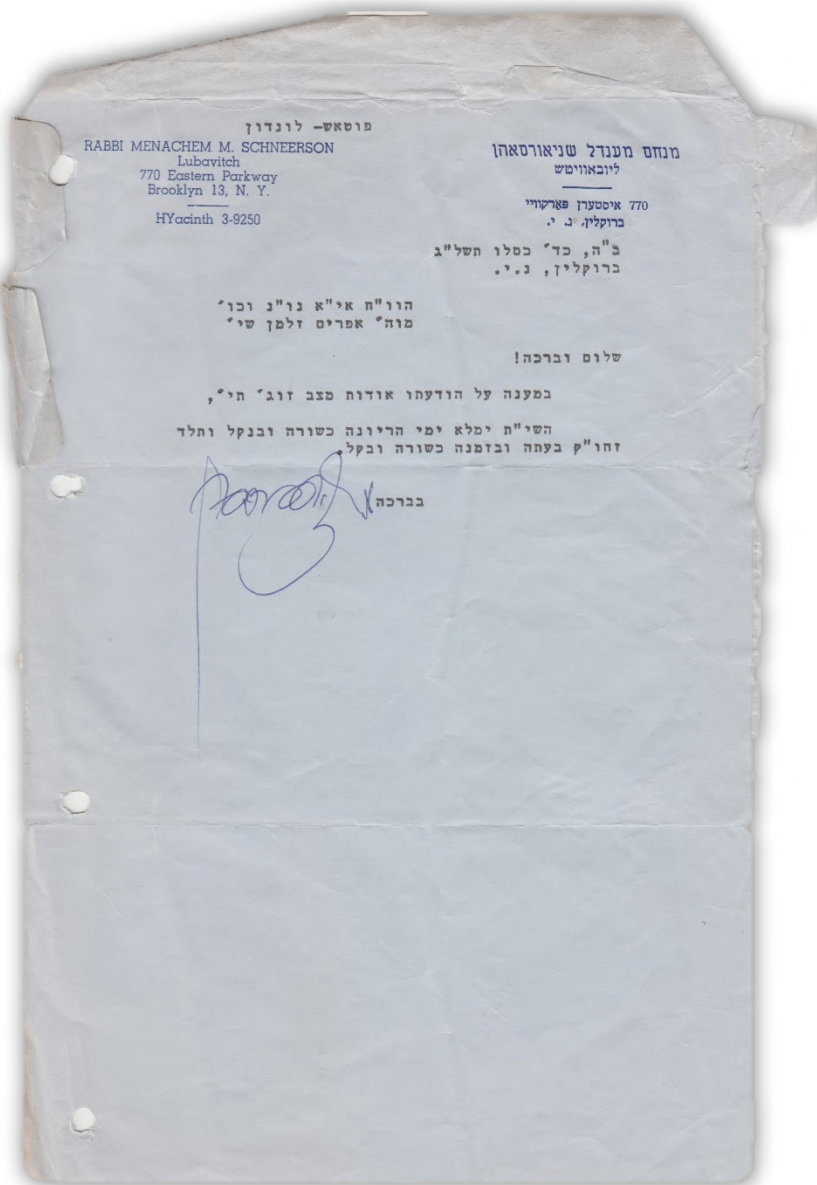 פוטאש- לונדון
RABBI MENACHEM M. SCHNEERSON
Lubavitch
770 Eastern Parkway
Brooklyn 13, N. Y.
HYacinth 3-9250
מנחם מענדל שניאורסאהן
ליובאוויטש
770 איסטערן פארקוויי
ברוקלין, נ. י.
ב"ה, כד' כסלו תשל"ג
ברוקלין, נ.י.
הוו"ח אי"א נו"נ וכו'
מוה' אפרים זלמן שי'
שלום וברכה!
במענה על הודעתו אודות מצב זוג' תי',
השי"ת ימלא ימי הריונה כשורה ובנקל ותלד
זחו"ק בעתה ובזמנה כשורה ובקל.
בברכה